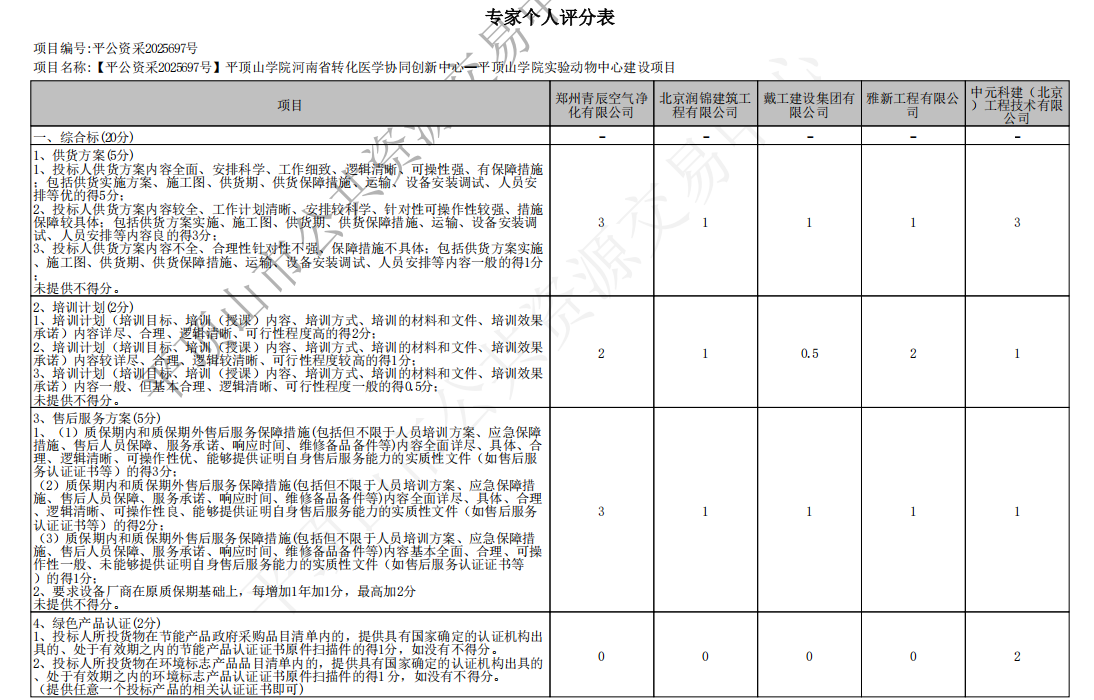 专家个人评分表
项目编号:平公资采2025697号
项目名称:【平公资采2025697号】平顶山学院河南省转化医学协同创新中心—平顶山学院实验动物中心建设项目
项目
郑州青辰空气净
化有限公司
北京润锦建筑工
程有限公司
戴工建设集团有
限公司
雅新工程有限公
司
中元科建（北京
）工程技术有限
公司
一、综合标(20分)
- - - - -
1、供货方案(5分)
1、投标人供货方案内容全面、安排科学、工作细致、逻辑清晰、可操性强、有保障措施
；包括供货实施方案、施工图、供货期、供货保障措施、运输、设备安装调试、人员安
排等优的得5分；
2、投标人供货方案内容较全、工作计划清晰、安排较科学、针对性可操作性较强、措施
保障较具体；包括供货方案实施、施工图、供货期、供货保障措施、运输、设备安装调
试、人员安排等内容良的得3分；
3、投标人供货方案内容不全、合理性针对性不强、保障措施不具体；包括供货方案实施
、施工图、供货期、供货保障措施、运输、设备安装调试、人员安排等内容一般的得1分
；
未提供不得分。
3 1 1 1 3
2、培训计划(2分)
1、培训计划（培训目标、培训（授课）内容、培训方式、培训的材料和文件、培训效果
承诺）内容详尽、合理、逻辑清晰、可行性程度高的得2分；
2、培训计划（培训目标、培训（授课）内容、培训方式、培训的材料和文件、培训效果
承诺）内容较详尽、合理、逻辑较清晰、可行性程度较高的得1分；
3、培训计划（培训目标、培训（授课）内容、培训方式、培训的材料和文件、培训效果
承诺）内容一般、但基本合理、逻辑清晰、可行性程度一般的得0.5分；
未提供不得分。
2 1 0.5 2 1
3、售后服务方案(5分)
1、（1）质保期内和质保期外售后服务保障措施(包括但不限于人员培训方案、应急保障
措施、售后人员保障、服务承诺、响应时间、维修备品备件等)内容全面详尽、具体、合
理、逻辑清晰、可操作性优、能够提供证明自身售后服务能力的实质性文件（如售后服
务认证证书等）的得3分；
（2）质保期内和质保期外售后服务保障措施(包括但不限于人员培训方案、应急保障措
施、售后人员保障、服务承诺、响应时间、维修备品备件等)内容全面详尽、具体、合理
、逻辑清晰、可操作性良、能够提供证明自身售后服务能力的实质性文件（如售后服务
认证证书等）的得2分；
（3）质保期内和质保期外售后服务保障措施(包括但不限于人员培训方案、应急保障措
施、售后人员保障、服务承诺、响应时间、维修备品备件等)内容基本全面、合理、可操
作性一般、未能够提供证明自身售后服务能力的实质性文件（如售后服务认证证书等
）的得1分；
2、要求设备厂商在原质保期基础上，每增加1年加1分，最高加2分
未提供不得分。
3 1 1 1 1
4、绿色产品认证(2分)
1、投标人所投货物在节能产品政府采购品目清单内的，提供具有国家确定的认证机构出
具的、处于有效期之内的节能产品认证证书原件扫描件的得1分，如没有不得分。
2、投标人所投货物在环境标志产品品目清单内的，提供具有国家确定的认证机构出具的
、处于有效期之内的环境标志产品认证证书原件扫描件的得1 分，如没有不得分。
（提供任意一个投标产品的相关认证证书即可）
0 0 0 0 2
平顶山市公共资源交易中
平顶山市公共资源交易中心